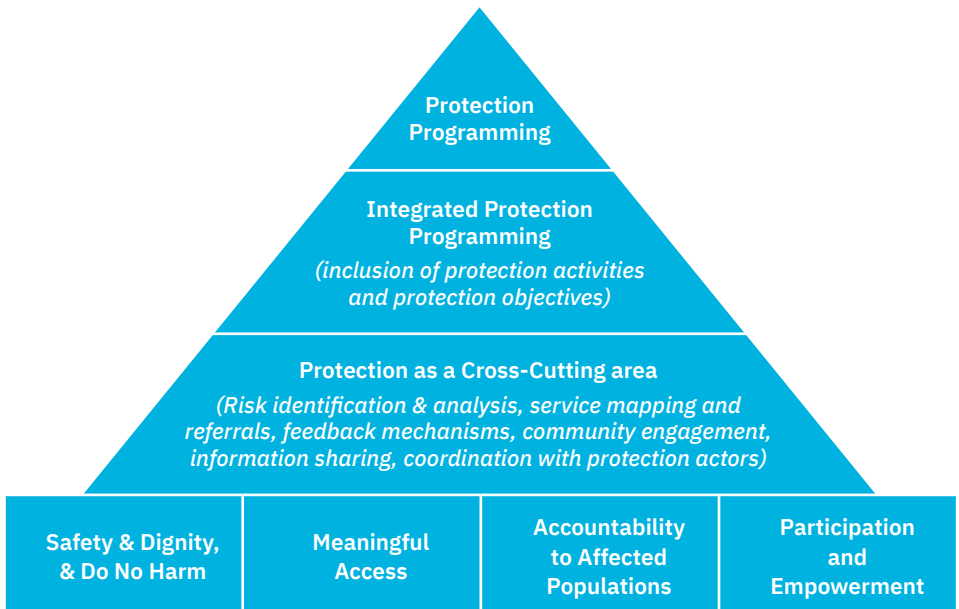 Protection
Programming
Integrated Protection
Programming
(inclusion of protection activities
and protection objectives)
Protection as a Cross-Cutting area
(Risk identification & analysis, service mapping and
referrals, feedback mechanisms, community engagement,
information sharing, coordination with protection actors)
Safety & Dignity,
& Do No Harm
Meaningful
Access
Accountability
to Affected
Populations
Participation
and
Empowerment